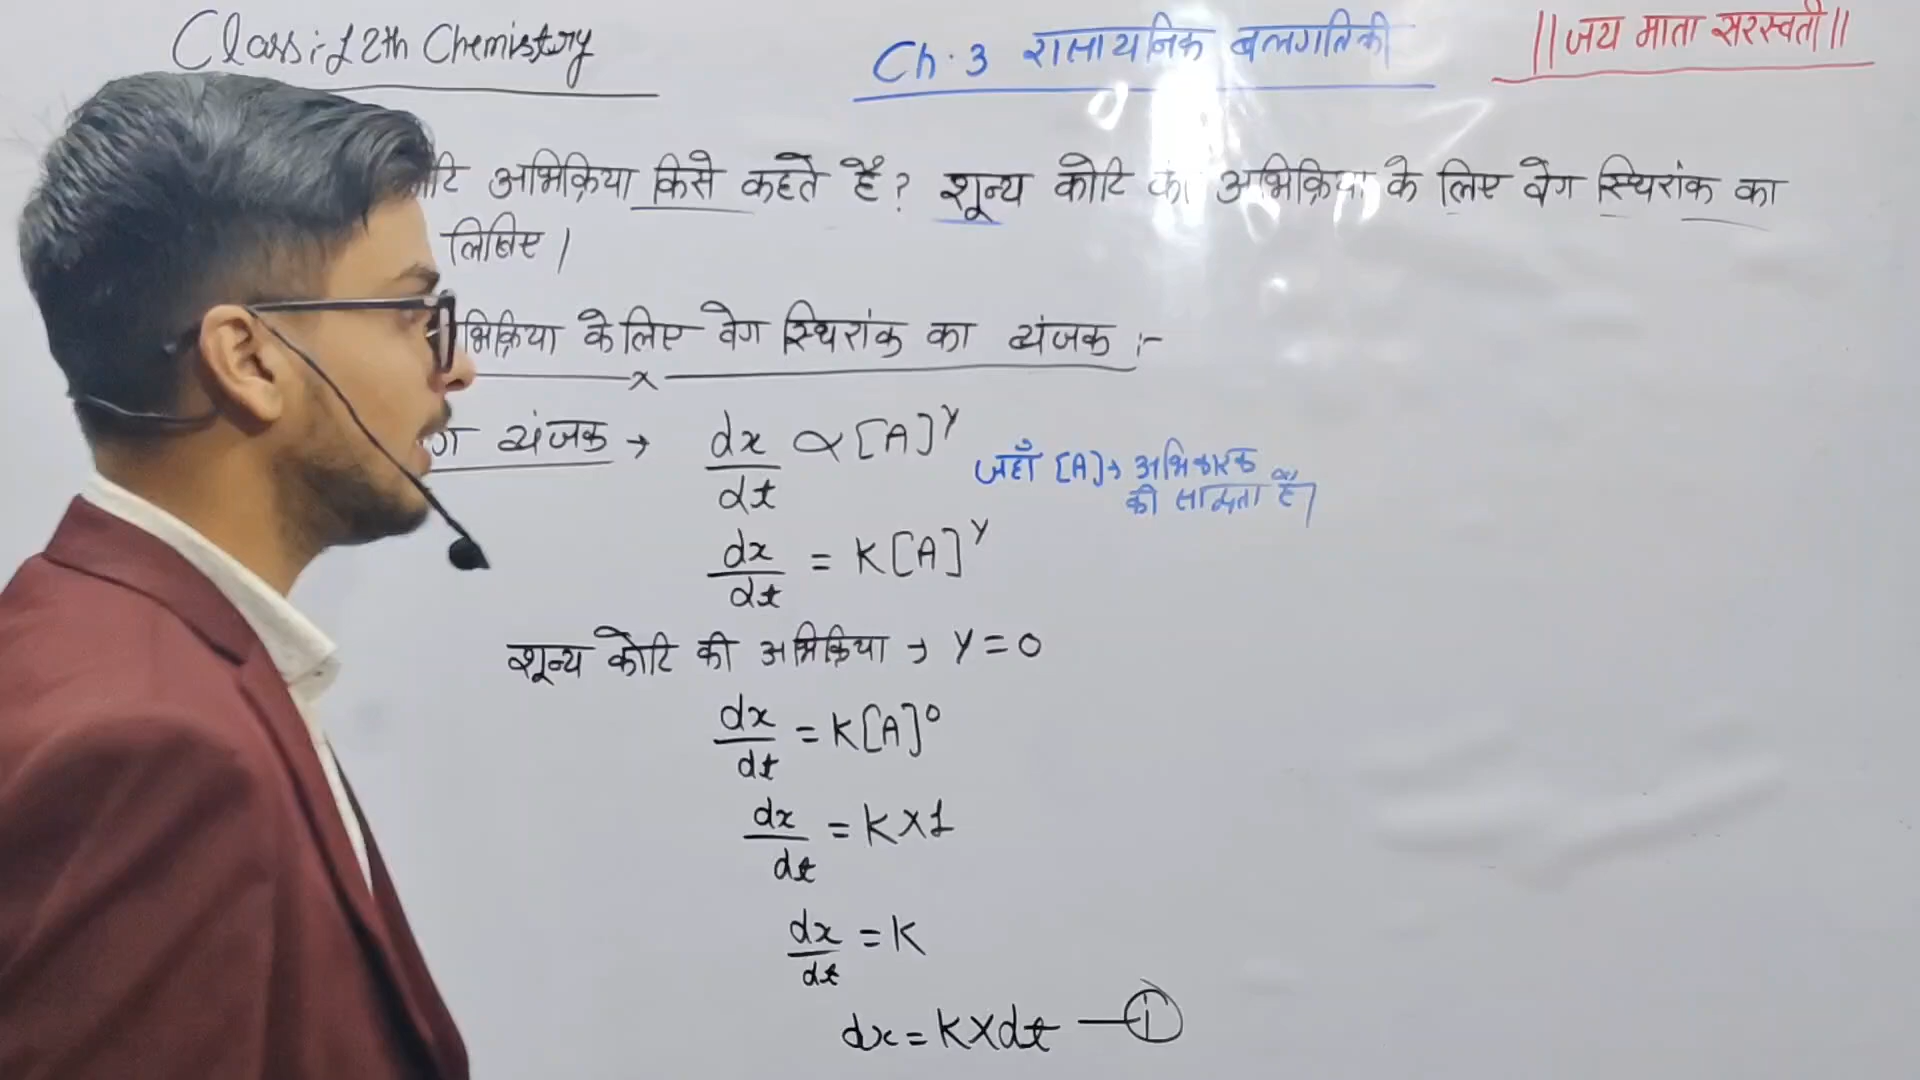 Class:-12th Chemistry
Ch.3 रासायनिक बलगतिकी
||जय माता सरस्वती||
अभिक्रिया किसे कहते है? शून्य कोटि की अभिक्रिया के लिए वेग स्थिरांक का
लिखिए।
के लिए वेग स्थिरांक का व्यंजक :-
x
व्यंजक → dx/dt ∝ [A]^Y
जहाँ [A]→ अभिकारक
की सान्द्रता है।
dx/dt = K[A]^Y
शून्य कोटि की अभिक्रिया → Y=0
dx/dt = K[A]^0
dx/dt = K×1
dx/dt = K
dx = K×dt —①